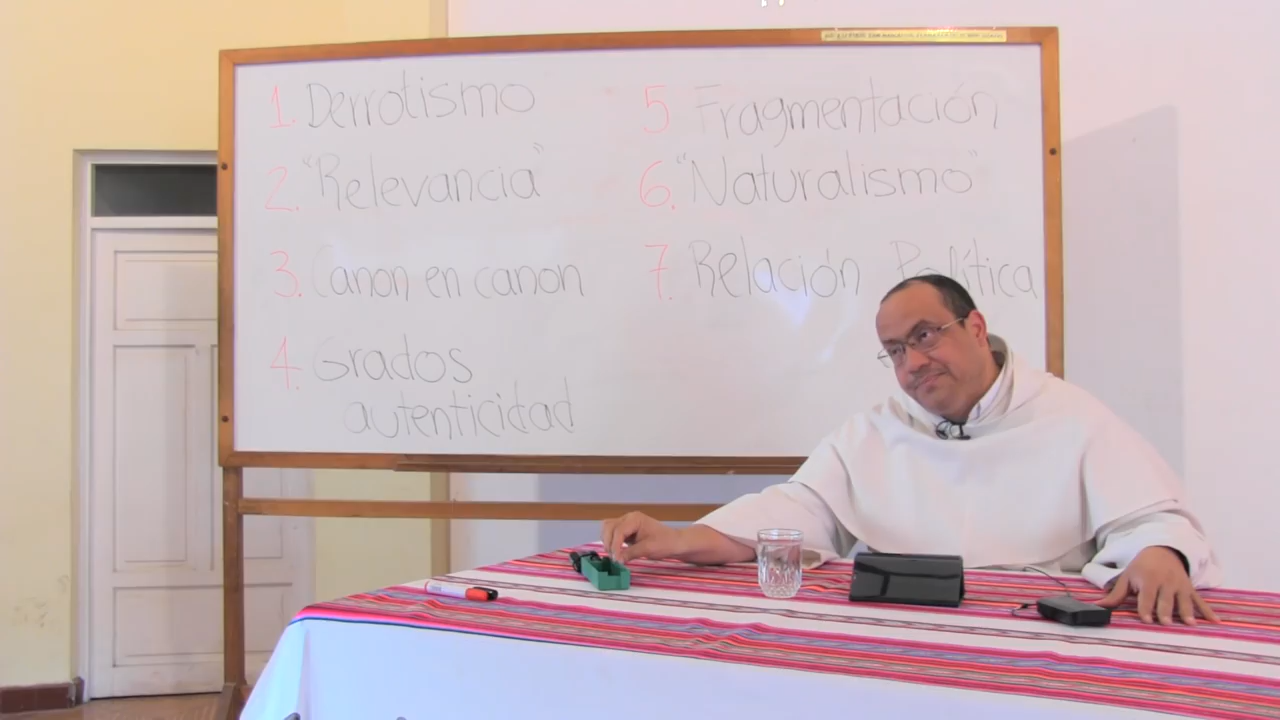 1. Derrotismo
2. "Relevancia"
3. Canon en canon
4. Grados
autenticidad
5 Fragmentación
6. "Naturalismo"
7. Relación Política